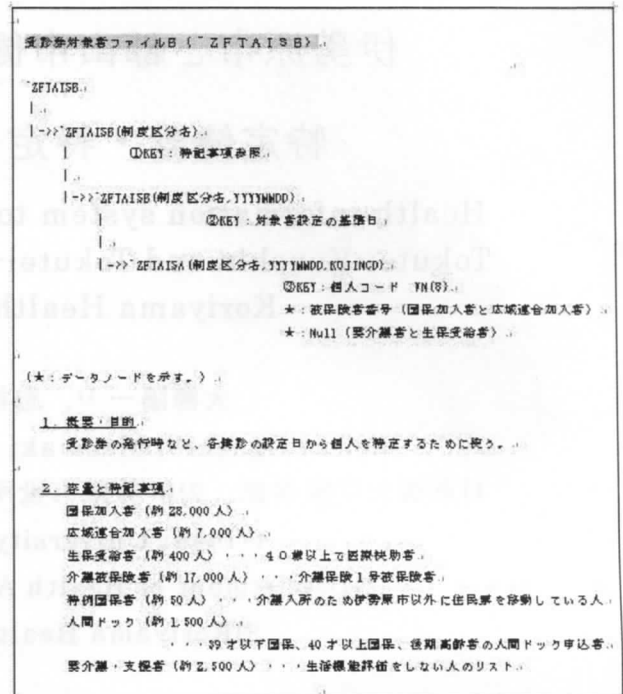 受診券対象者ファイルB(^ZFTAISB)
^ZFTAISB
|->>^ZFTAISB(制度区分名)
①KEY:特記事項参照
|->>^ZFTAISB(制度区分名,YYYYMMDD)
②KEY:対象者設定の基準日
|->>^ZFTAISA(制度区分名,YYYYMMDD,KOJINCD)
③KEY:個人コード VN(8)
★:被保険者番号(国保加入者と広域連合加入者)
★:Null(要介護者と生保受給者)
(★:データノードを示す。)
1.概要・目的
受診券の発行時など、各健診の設定日から個人を特定するために使う。
2.主な特記事項
国保加入者(約28,000人)
広域連合加入者(約7,000人)
生保受給者(約400人)・・・40歳以上で医療扶助者
介護被保険者(約17,000人)・・・介護保険1号被保険者
特例国保者(約50人)・・・介護入所のため伊勢原市以外に住民票を移動している人
人間ドック(約1,500人)
・・・39才以下国保、40才以上国保、後期高齢者の人間ドック申込者
要介護・支援者(約2,500人)・・・生活機能評価をしない人のリスト